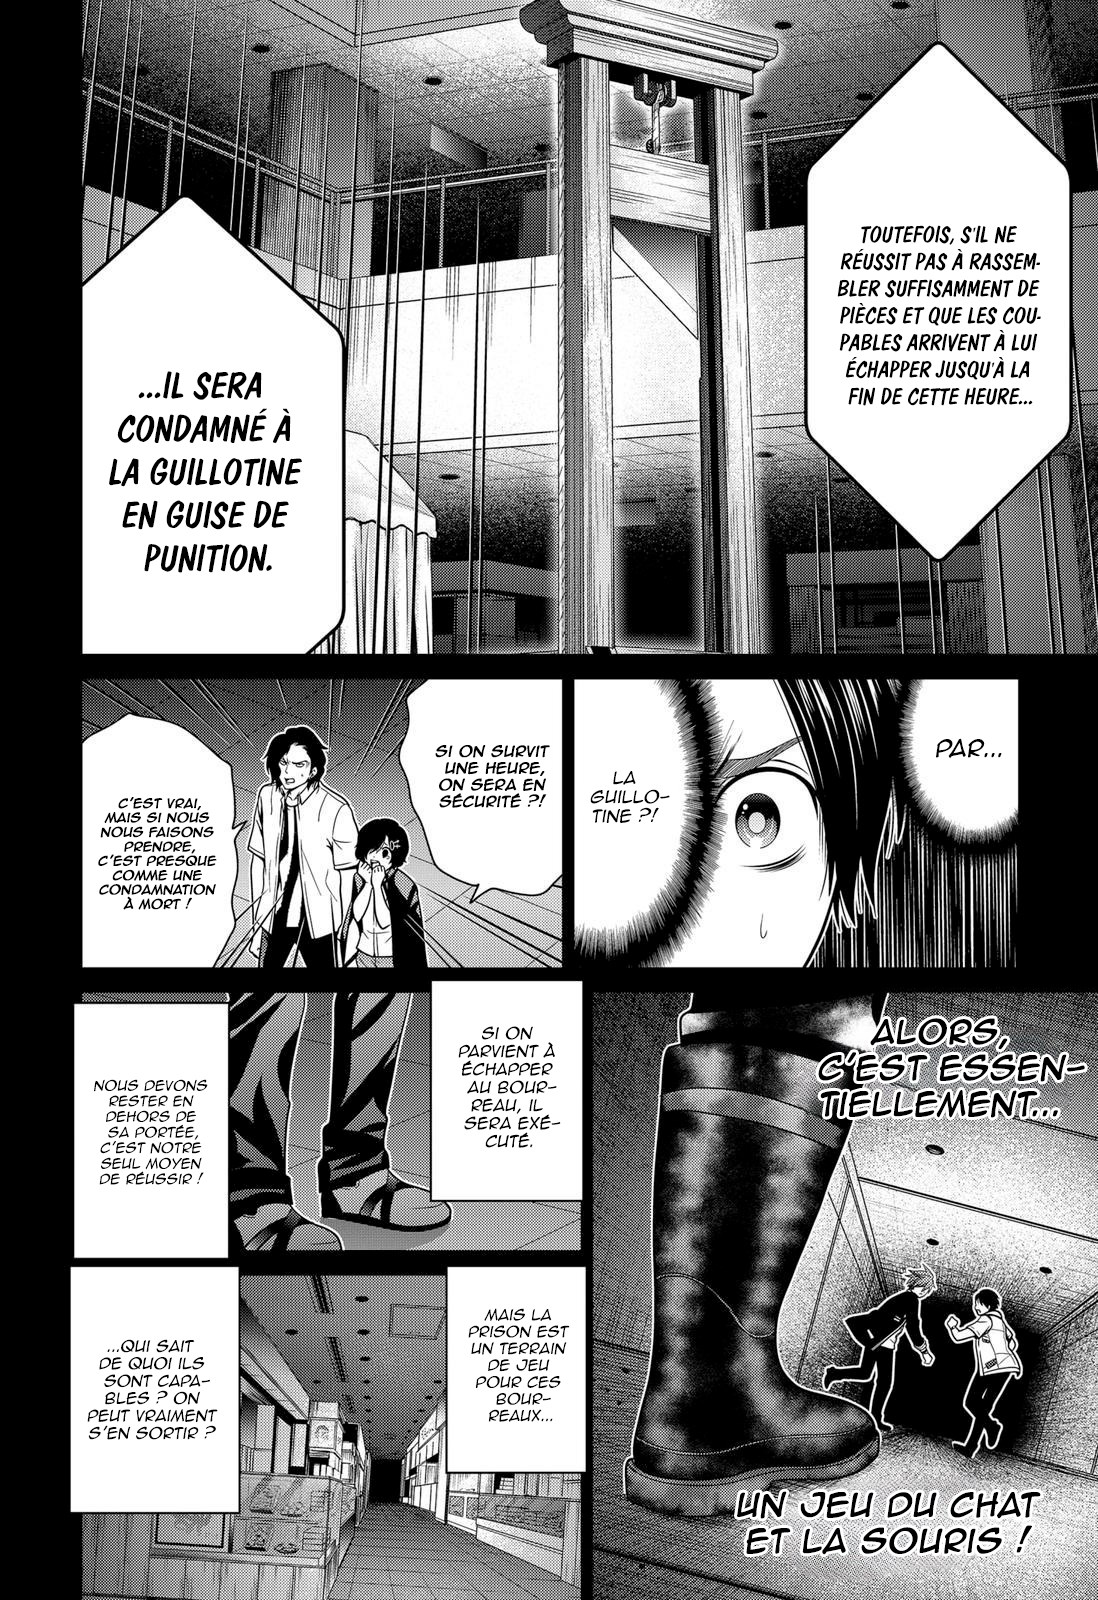 TOUTEFOIS, S'IL NE
RÉUSSIT PAS À RASSEM-
BLER SUFFISAMMENT DE
PIÈCES ET QUE LES COU-
PABLES ARRIVENT À LUI
ÉCHAPPER JUSQU'À LA
FIN DE CETTE HEURE...
...IL SERA
CONDAMNÉ À
LA GUILLOTINE
EN GUISE DE
PUNITION.
PAR...
LA
GUILLO-
TINE ?!
SI ON SURVIT
UNE HEURE,
ON SERA EN
SÉCURITÉ ?!
C'EST VRAI,
MAIS SI NOUS
NOUS FAISONS
PRENDRE,
C'EST PRESQUE
COMME UNE
CONDAMNATION
À MORT !
ALORS,
C'EST ESSEN-
TIELLEMENT...
UN JEU DU CHAT
ET LA SOURIS !
SI ON
PARVIENT À
ÉCHAPPER
AU BOUR-
REAU, IL
SERA EXÉ-
CUTÉ.
NOUS DEVONS
RESTER EN
DEHORS DE
SA PORTÉE,
C'EST NOTRE
SEUL MOYEN
DE RÉUSSIR !
MAIS LA
PRISON EST
UN TERRAIN
DE JEU
POUR CES
BOUR-
REAUX...
...QUI SAIT
DE QUOI ILS
SONT CAPA-
BLES ? ON
PEUT VRAIMENT
S'EN SORTIR ?